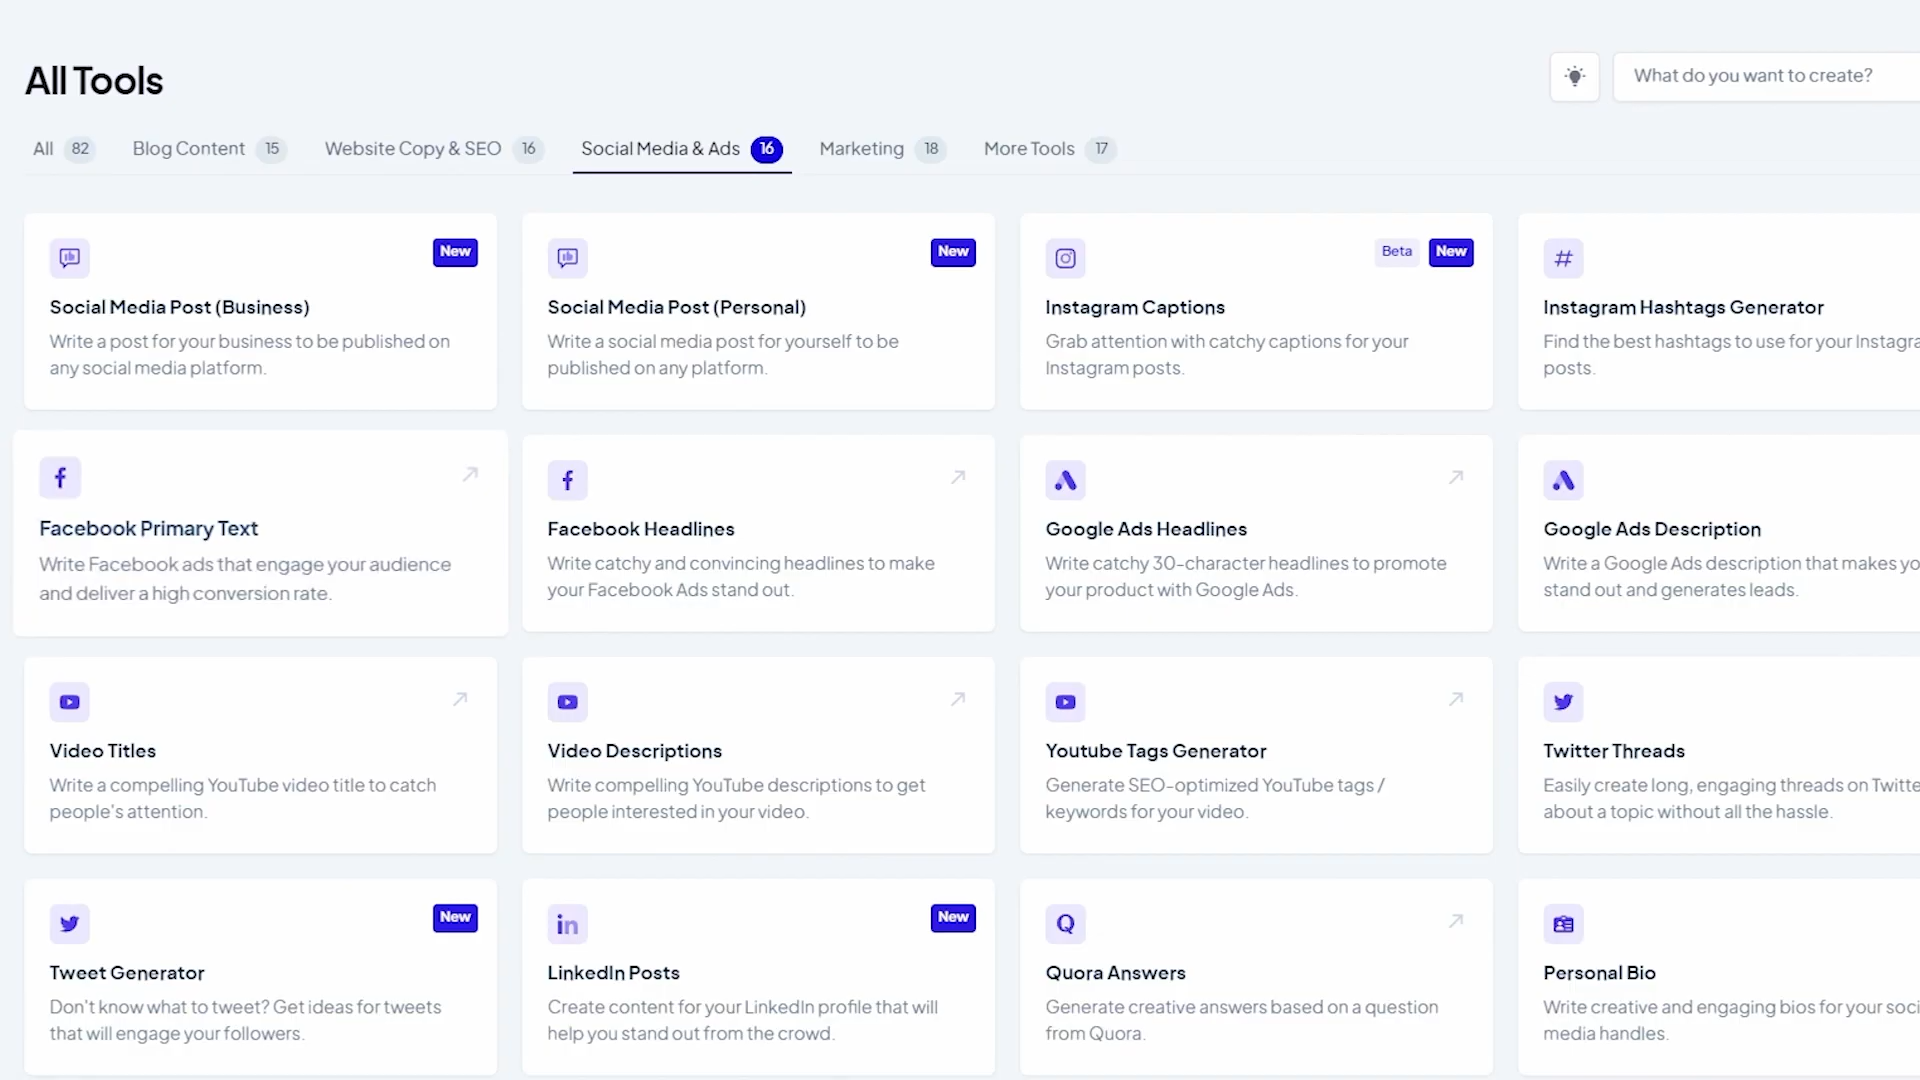 All Tools
What do you want to create?
All 82 Blog Content 15 Website Copy & SEO 16 Social Media & Ads 16 Marketing 18 More Tools 17
New
Social Media Post (Business)
Write a post for your business to be published on
any social media platform.
New
Social Media Post (Personal)
Write a social media post for yourself to be
published on any platform.
Beta New
Instagram Captions
Grab attention with catchy captions for your
Instagram posts.
#
Instagram Hashtags Generator
Find the best hashtags to use for your Instagra
posts.
Facebook Primary Text
Write Facebook ads that engage your audience
and deliver a high conversion rate.
Facebook Headlines
Write catchy and convincing headlines to make
your Facebook Ads stand out.
Google Ads Headlines
Write catchy 30-character headlines to promote
your product with Google Ads.
Google Ads Description
Write a Google Ads description that makes yo
stand out and generates leads.
Video Titles
Write a compelling YouTube video title to catch
people's attention.
Video Descriptions
Write compelling YouTube descriptions to get
people interested in your video.
Youtube Tags Generator
Generate SEO-optimized YouTube tags /
keywords for your video.
Twitter Threads
Easily create long, engaging threads on Twitte
about a topic without all the hassle.
New
Tweet Generator
Don't know what to tweet? Get ideas for tweets
that will engage your followers.
in New
LinkedIn Posts
Create content for your LinkedIn profile that will
help you stand out from the crowd.
Q
Quora Answers
Generate creative answers based on a question
from Quora.
Personal Bio
Write creative and engaging bios for your soci
media handles.